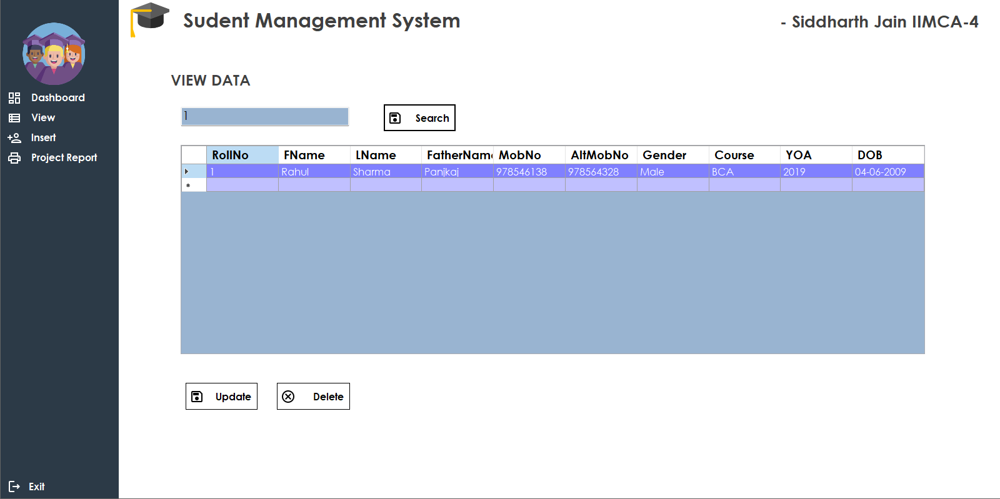 Sudent Management System
- Siddharth Jain IIMCA-4
Dashboard
View
Insert
Project Report
Exit
VIEW DATA
1
Search
RollNo FName LName FatherName MobNo AltMobNo Gender Course YOA DOB
1 Rahul Sharma Panjkaj 978546138 978564328 Male BCA 2019 04-06-2009
Update
Delete